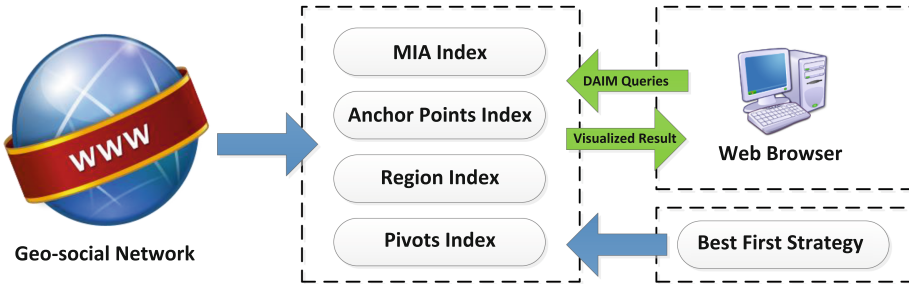 WWW
Geo-social Network
MIA Index
Anchor Points Index
Region Index
Pivots Index
DAIM Queries
Visualized Result
Web Browser
Best First Strategy